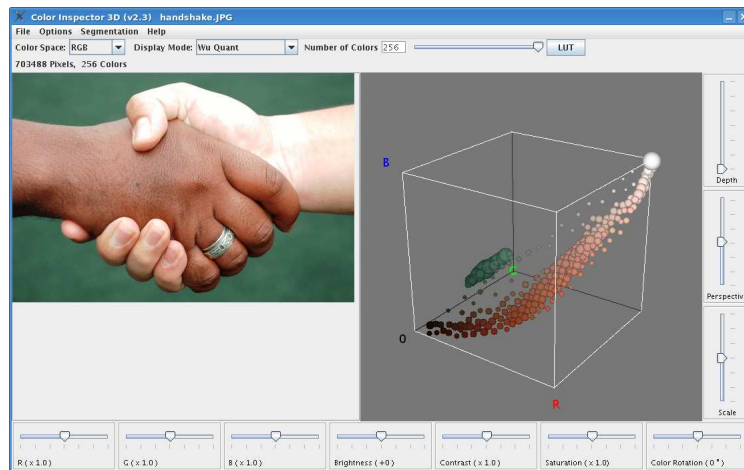 Color Inspector 3D (v2.3)   handshake.JPG
File  Options  Segmentation  Help
Color Space: RGB  Display Mode: Wu Quant  Number of Colors 256  LUT
703488 Pixels,  256 Colors
B
Depth
Perspectiv
0
R
Scale
R ( x 1.0 )  G ( x 1.0 )  B ( x 1.0 )  Brightness ( +0 )  Contrast ( x 1.0 )  Saturation ( x 1.0)  Color Rotation ( 0 ° )